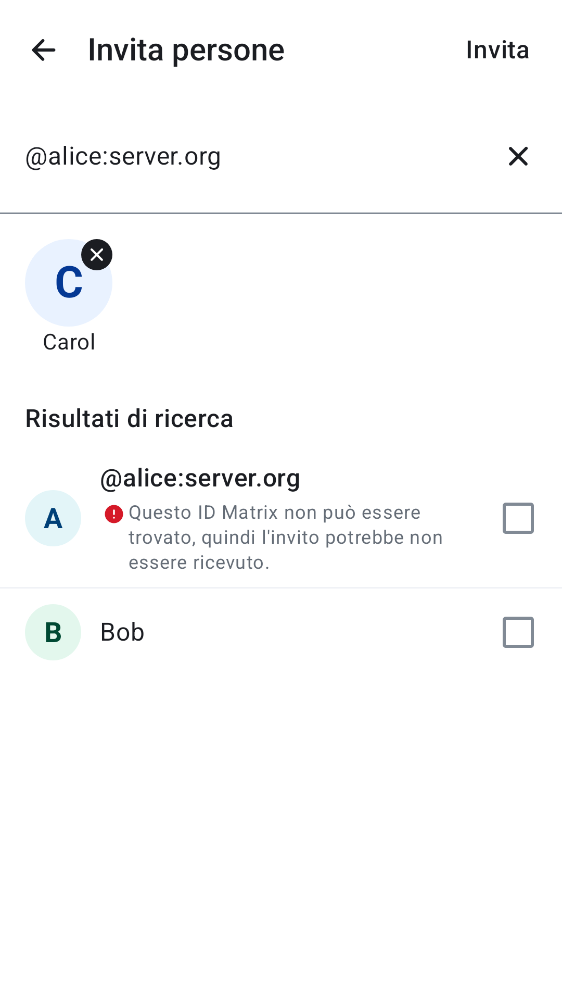 Invita persone
Invita
@alice:server.org
C
Carol
Risultati di ricerca
@alice:server.org
A
Questo ID Matrix non può essere
trovato, quindi l'invito potrebbe non
essere ricevuto.
B
Bob